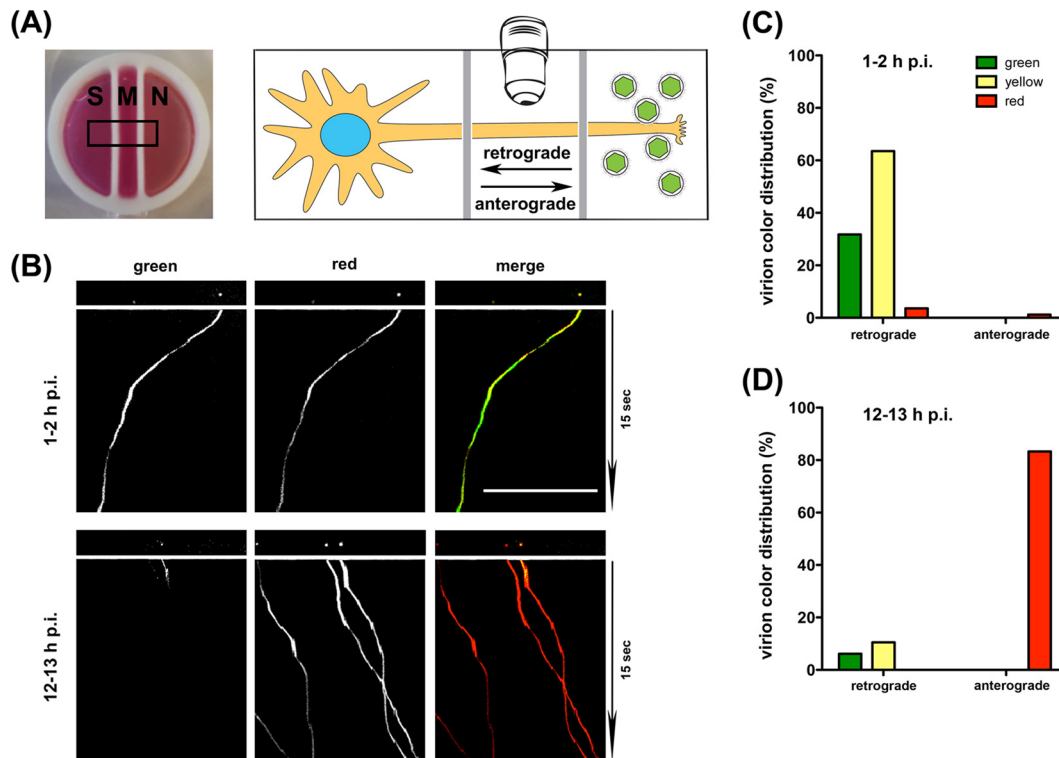 (A)
S M N
retrograde
anterograde
(B)
green red merge
1-2 h p.i.
15 sec
12-13 h p.i.
15 sec
(C)
1-2 h p.i.
green
yellow
red
virion color distribution (%)
100
80
60
40
20
0
retrograde anterograde
(D)
12-13 h p.i.
virion color distribution (%)
100
80
60
40
20
0
retrograde anterograde